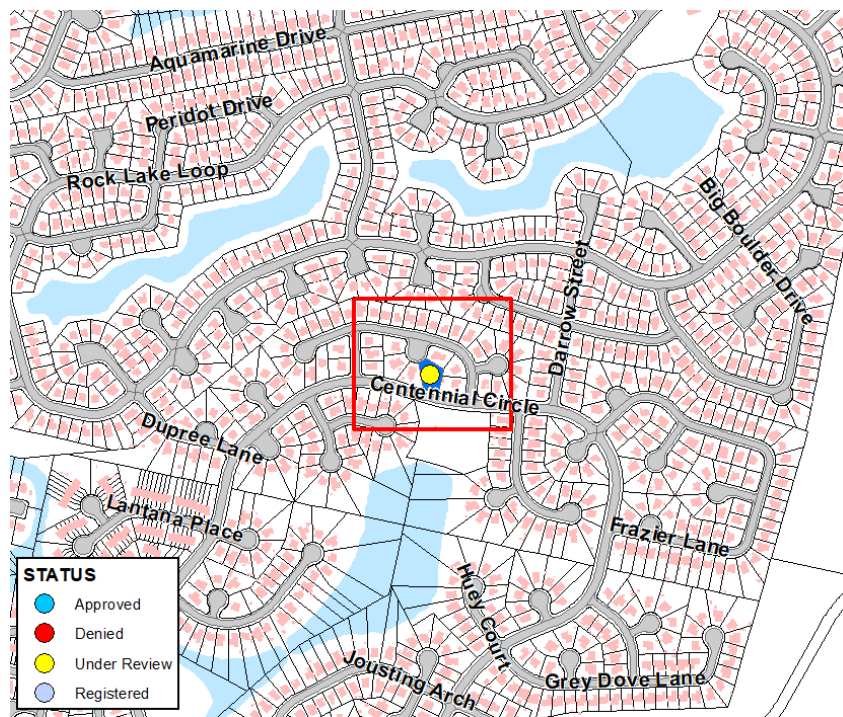 Aquamarine Drive
Peridot Drive
Rock Lake Loop
Big Boulder Drive
Darrow Street
Centennial Circle
Dupree Lane
Lantana Place
Frazier Lane
Huey Court
Jousting Arch
Grey Dove Lane
STATUS
Approved
Denied
Under Review
Registered